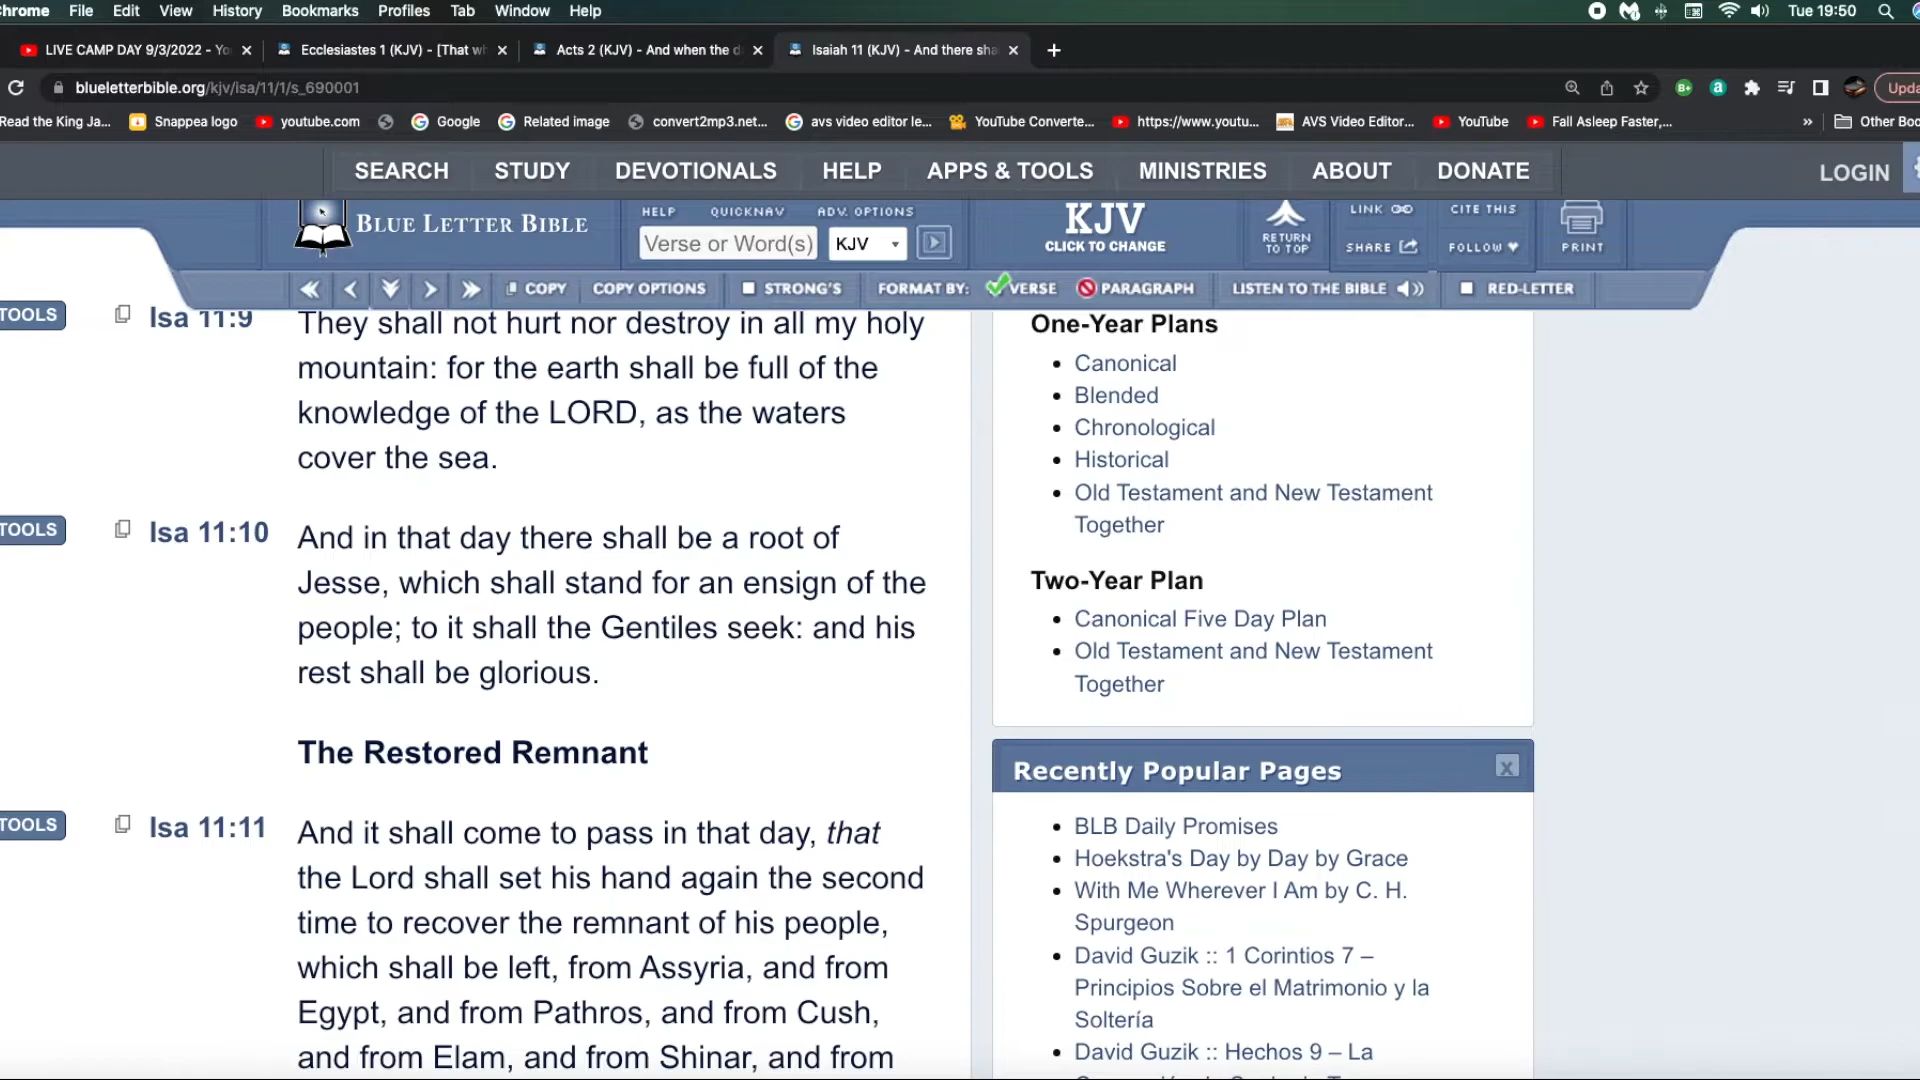 Chrome File Edit View History Bookmarks Profiles Tab Window Help Tue 19:50
LIVE CAMP DAY 9/3/2022 - Yo Ecclesiastes 1 (KJV) - [That w Acts 2 (KJV) - And when the d Isaiah 11 (KJV) - And there sha
blueletterbible.org/kjv/isa/11/1/s_690001 Upda
Read the King Ja... Snappea logo youtube.com Google Related image convert2mp3.net... avs video editor le... YouTube Converte... https://www.youtu... AVS Video Editor... YouTube Fall Asleep Faster,... » Other Boo
SEARCH STUDY DEVOTIONALS HELP APPS & TOOLS MINISTRIES ABOUT DONATE LOGIN
BLUE LETTER BIBLE
HELP QUICKNAV ADV. OPTIONS
Verse or Word(s) KJV
KJV
CLICK TO CHANGE
RETURN
TO TOP
LINK CITE THIS
SHARE FOLLOW PRINT
COPY COPY OPTIONS STRONG'S FORMAT BY: VERSE PARAGRAPH LISTEN TO THE BIBLE RED-LETTER
TOOLS Isa 11:9 They shall not hurt nor destroy in all my holy
mountain: for the earth shall be full of the
knowledge of the LORD, as the waters
cover the sea.
TOOLS Isa 11:10 And in that day there shall be a root of
Jesse, which shall stand for an ensign of the
people; to it shall the Gentiles seek: and his
rest shall be glorious.
The Restored Remnant
TOOLS Isa 11:11 And it shall come to pass in that day, that
the Lord shall set his hand again the second
time to recover the remnant of his people,
which shall be left, from Assyria, and from
Egypt, and from Pathros, and from Cush,
and from Elam, and from Shinar, and from
One-Year Plans
Canonical
Blended
Chronological
Historical
Old Testament and New Testament
Together
Two-Year Plan
Canonical Five Day Plan
Old Testament and New Testament
Together
Recently Popular Pages x
BLB Daily Promises
Hoekstra's Day by Day by Grace
With Me Wherever I Am by C. H.
Spurgeon
David Guzik :: 1 Corintios 7 –
Principios Sobre el Matrimonio y la
Soltería
David Guzik :: Hechos 9 – La